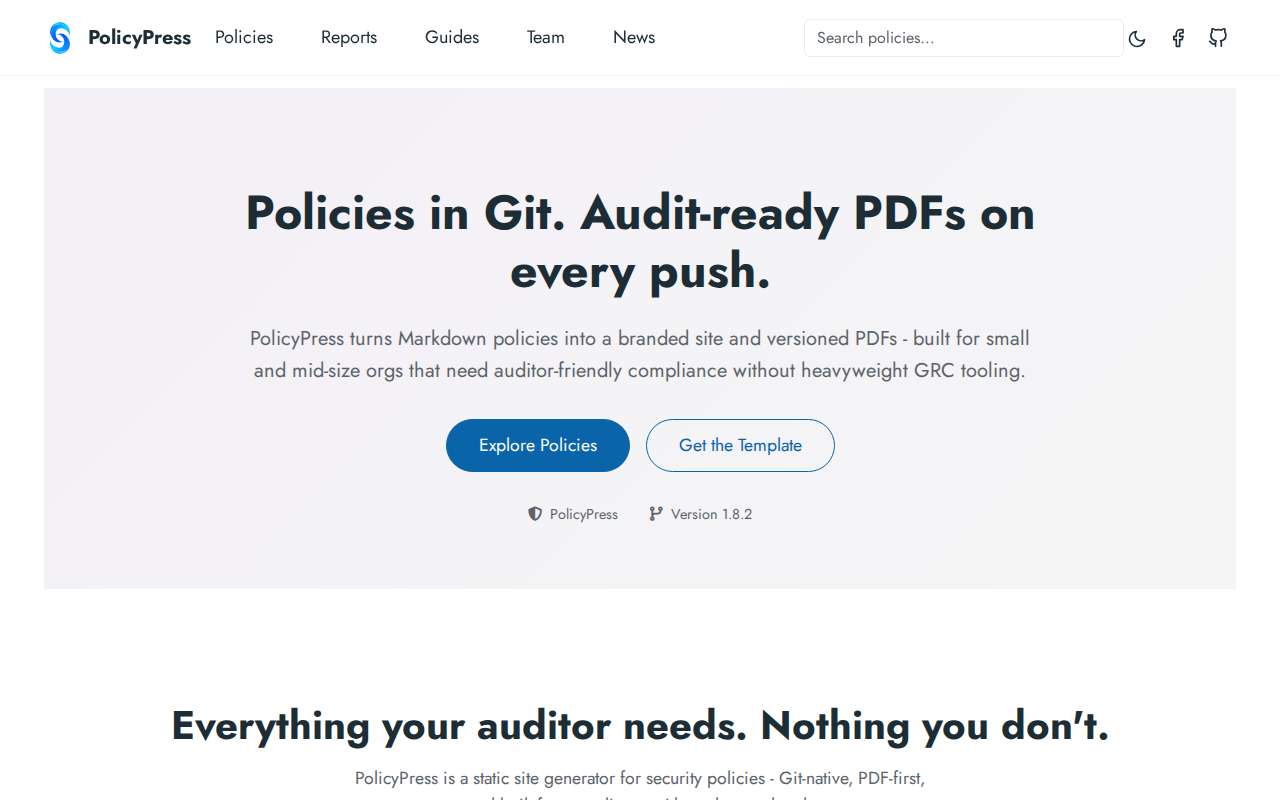 PolicyPress Policies Reports Guides Team News Search policies...
Policies in Git. Audit-ready PDFs on
every push.
PolicyPress turns Markdown policies into a branded site and versioned PDFs - built for small
and mid-size orgs that need auditor-friendly compliance without heavyweight GRC tooling.
Explore Policies Get the Template
PolicyPress Version 1.8.2
Everything your auditor needs. Nothing you don't.
PolicyPress is a static site generator for security policies - Git-native, PDF-first,